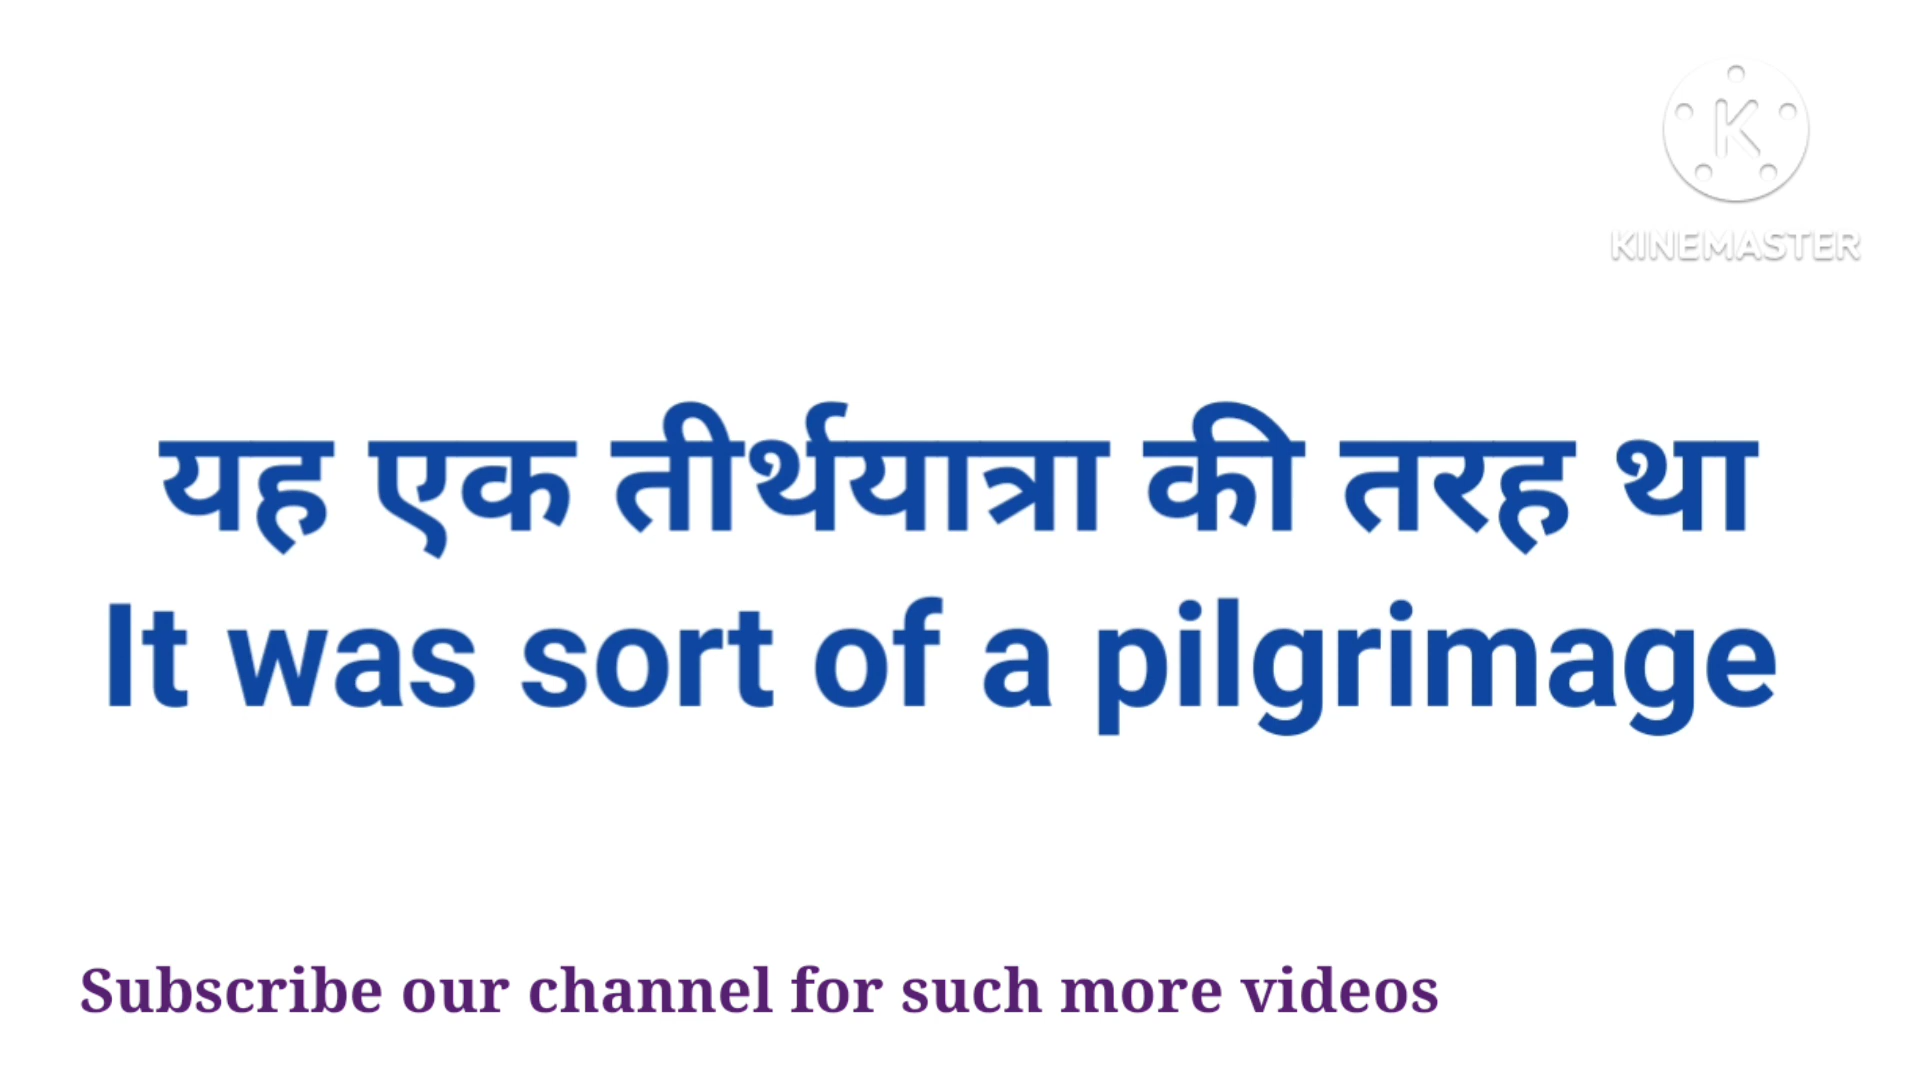 KINEMASTER
यह एक तीर्थयात्रा की तरह था
It was sort of a pilgrimage
Subscribe our channel for such more videos